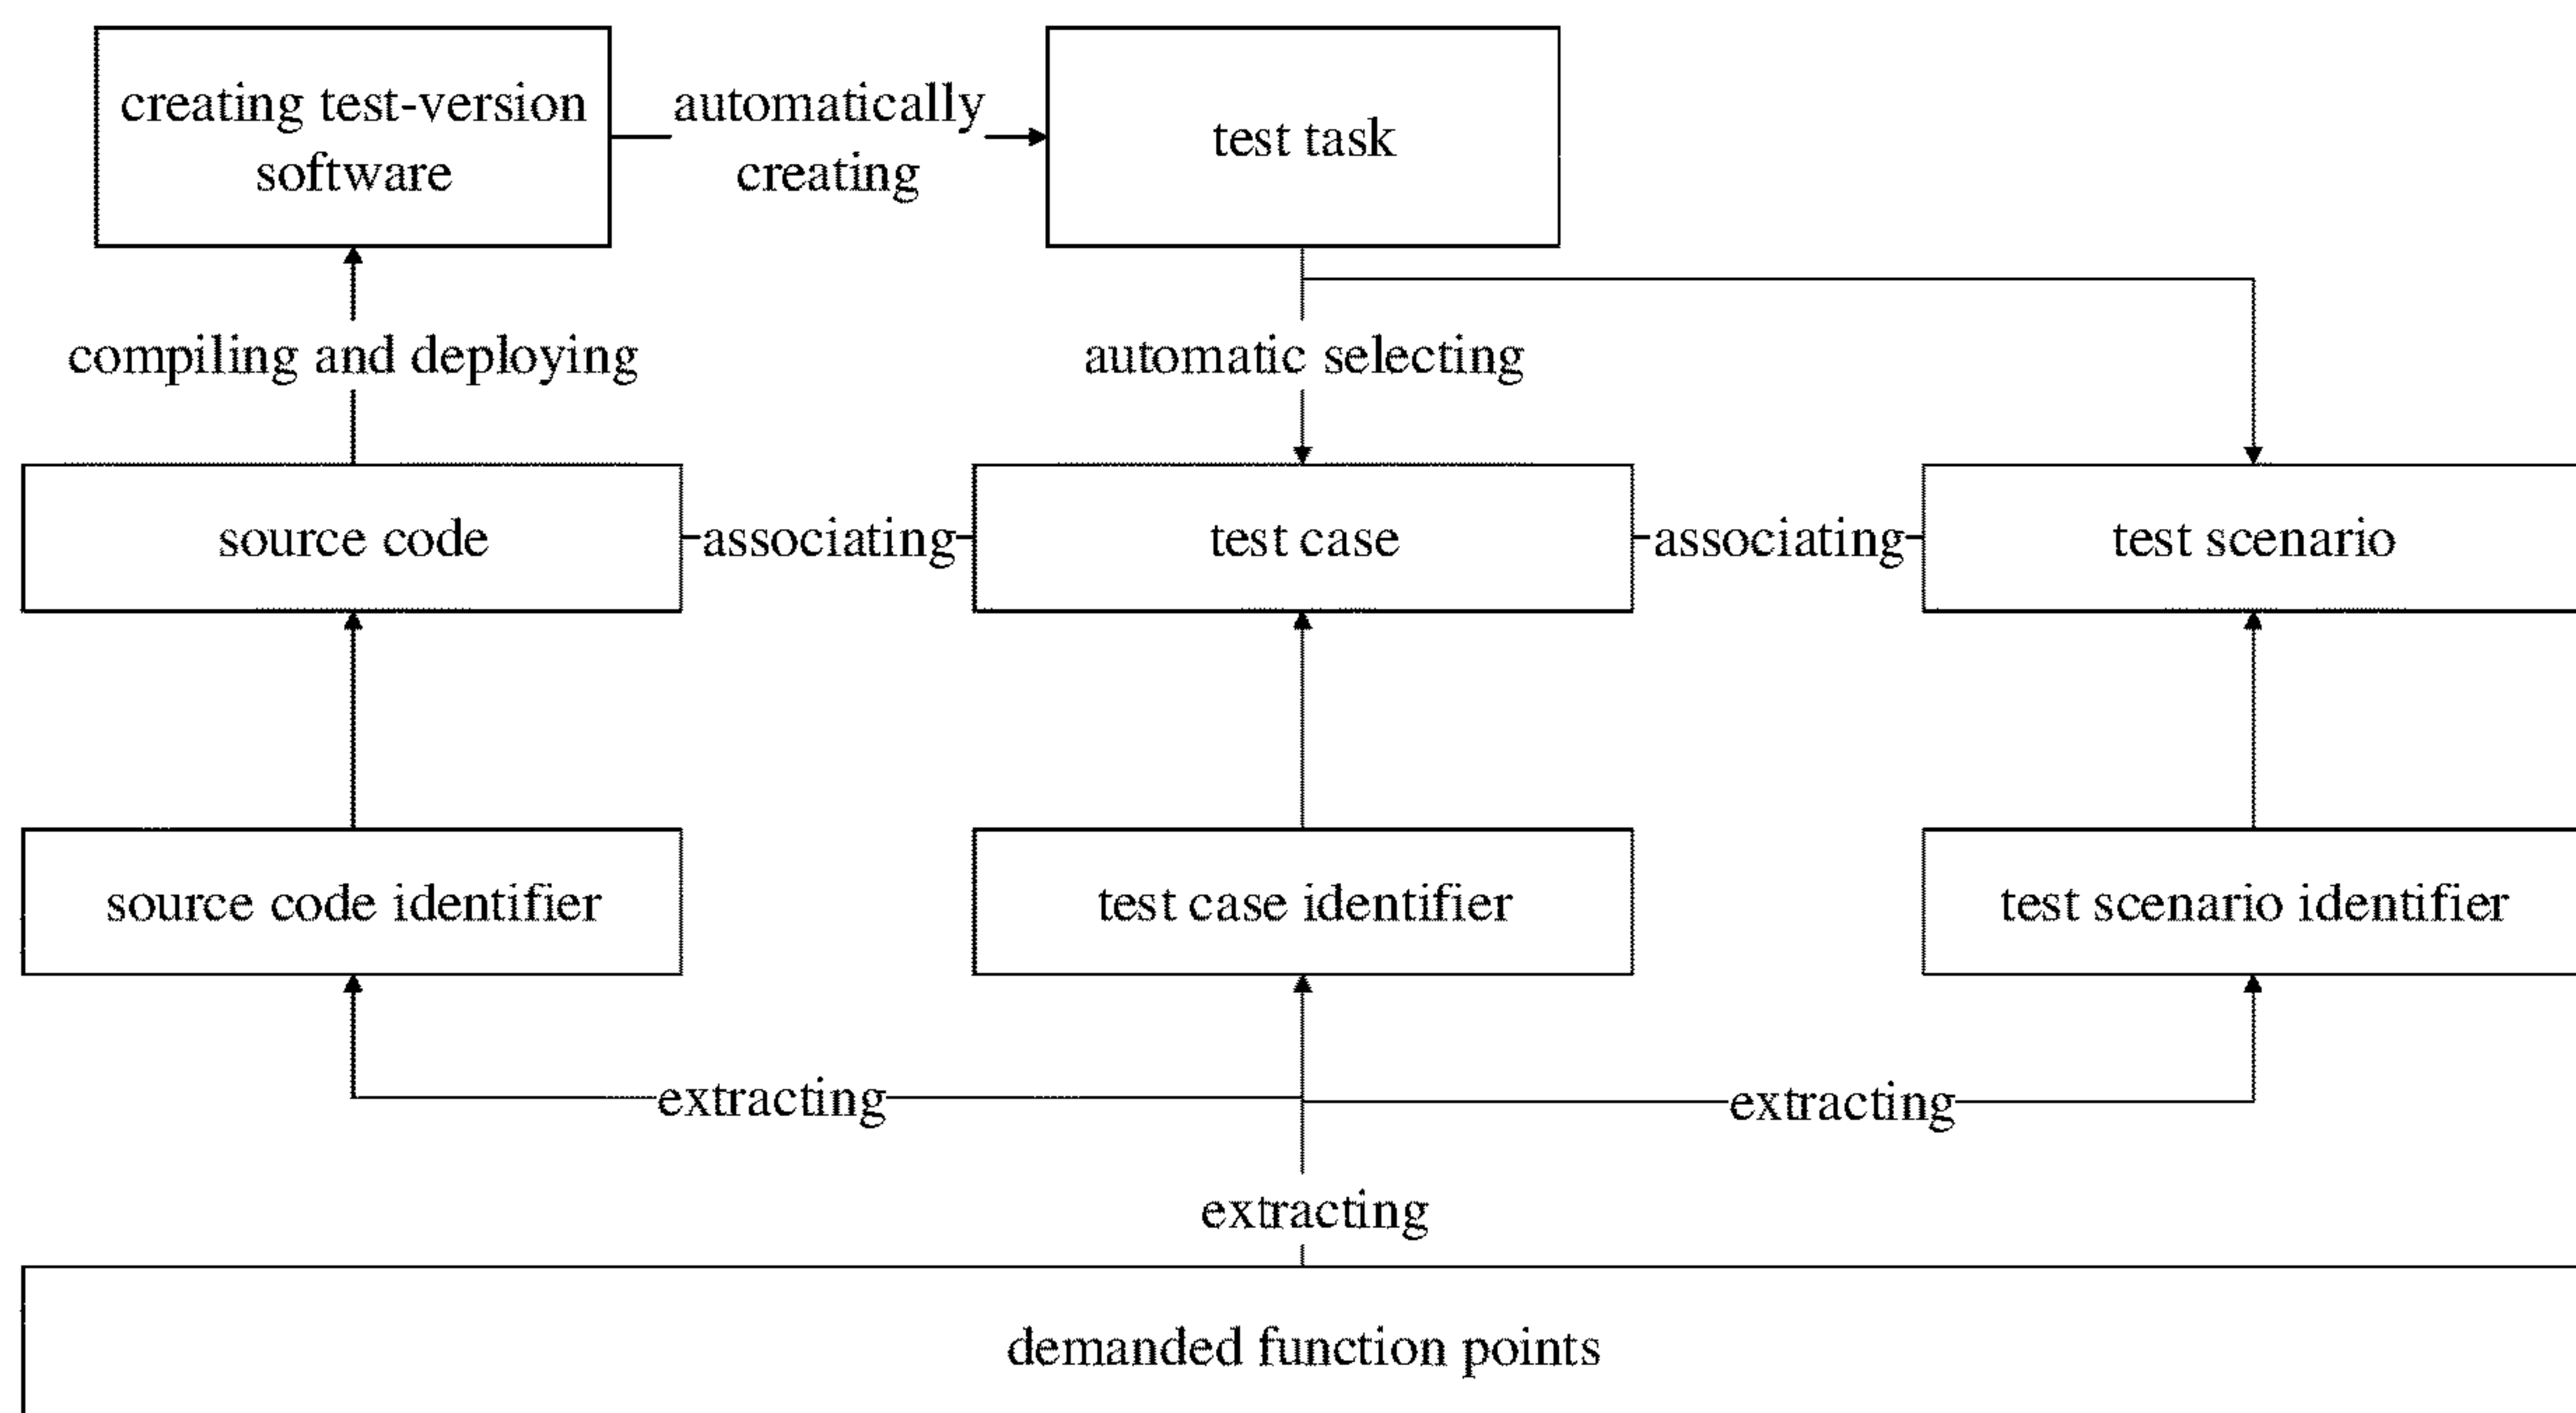 creating test-version
software
automatically
creating
test task
compiling and deploying
automatic selecting
source code
associating
test case
associating
test scenario
source code identifier
test case identifier
test scenario identifier
extracting
extracting
extracting
demanded function points